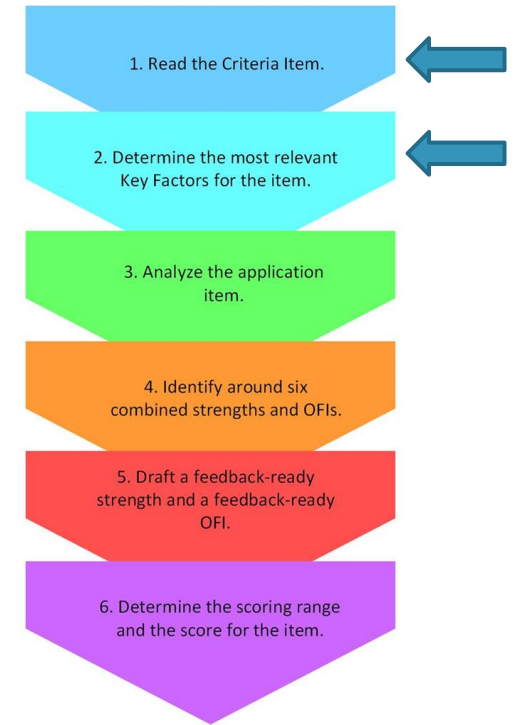 1. Read the Criteria Item.
2. Determine the most relevant
Key Factors for the item.
3. Analyze the application
item.
4. Identify around six
combined strengths and OFIs.
5. Draft a feedback-ready
strength and a feedback-ready
OFI.
6. Determine the scoring range
and the score for the item.